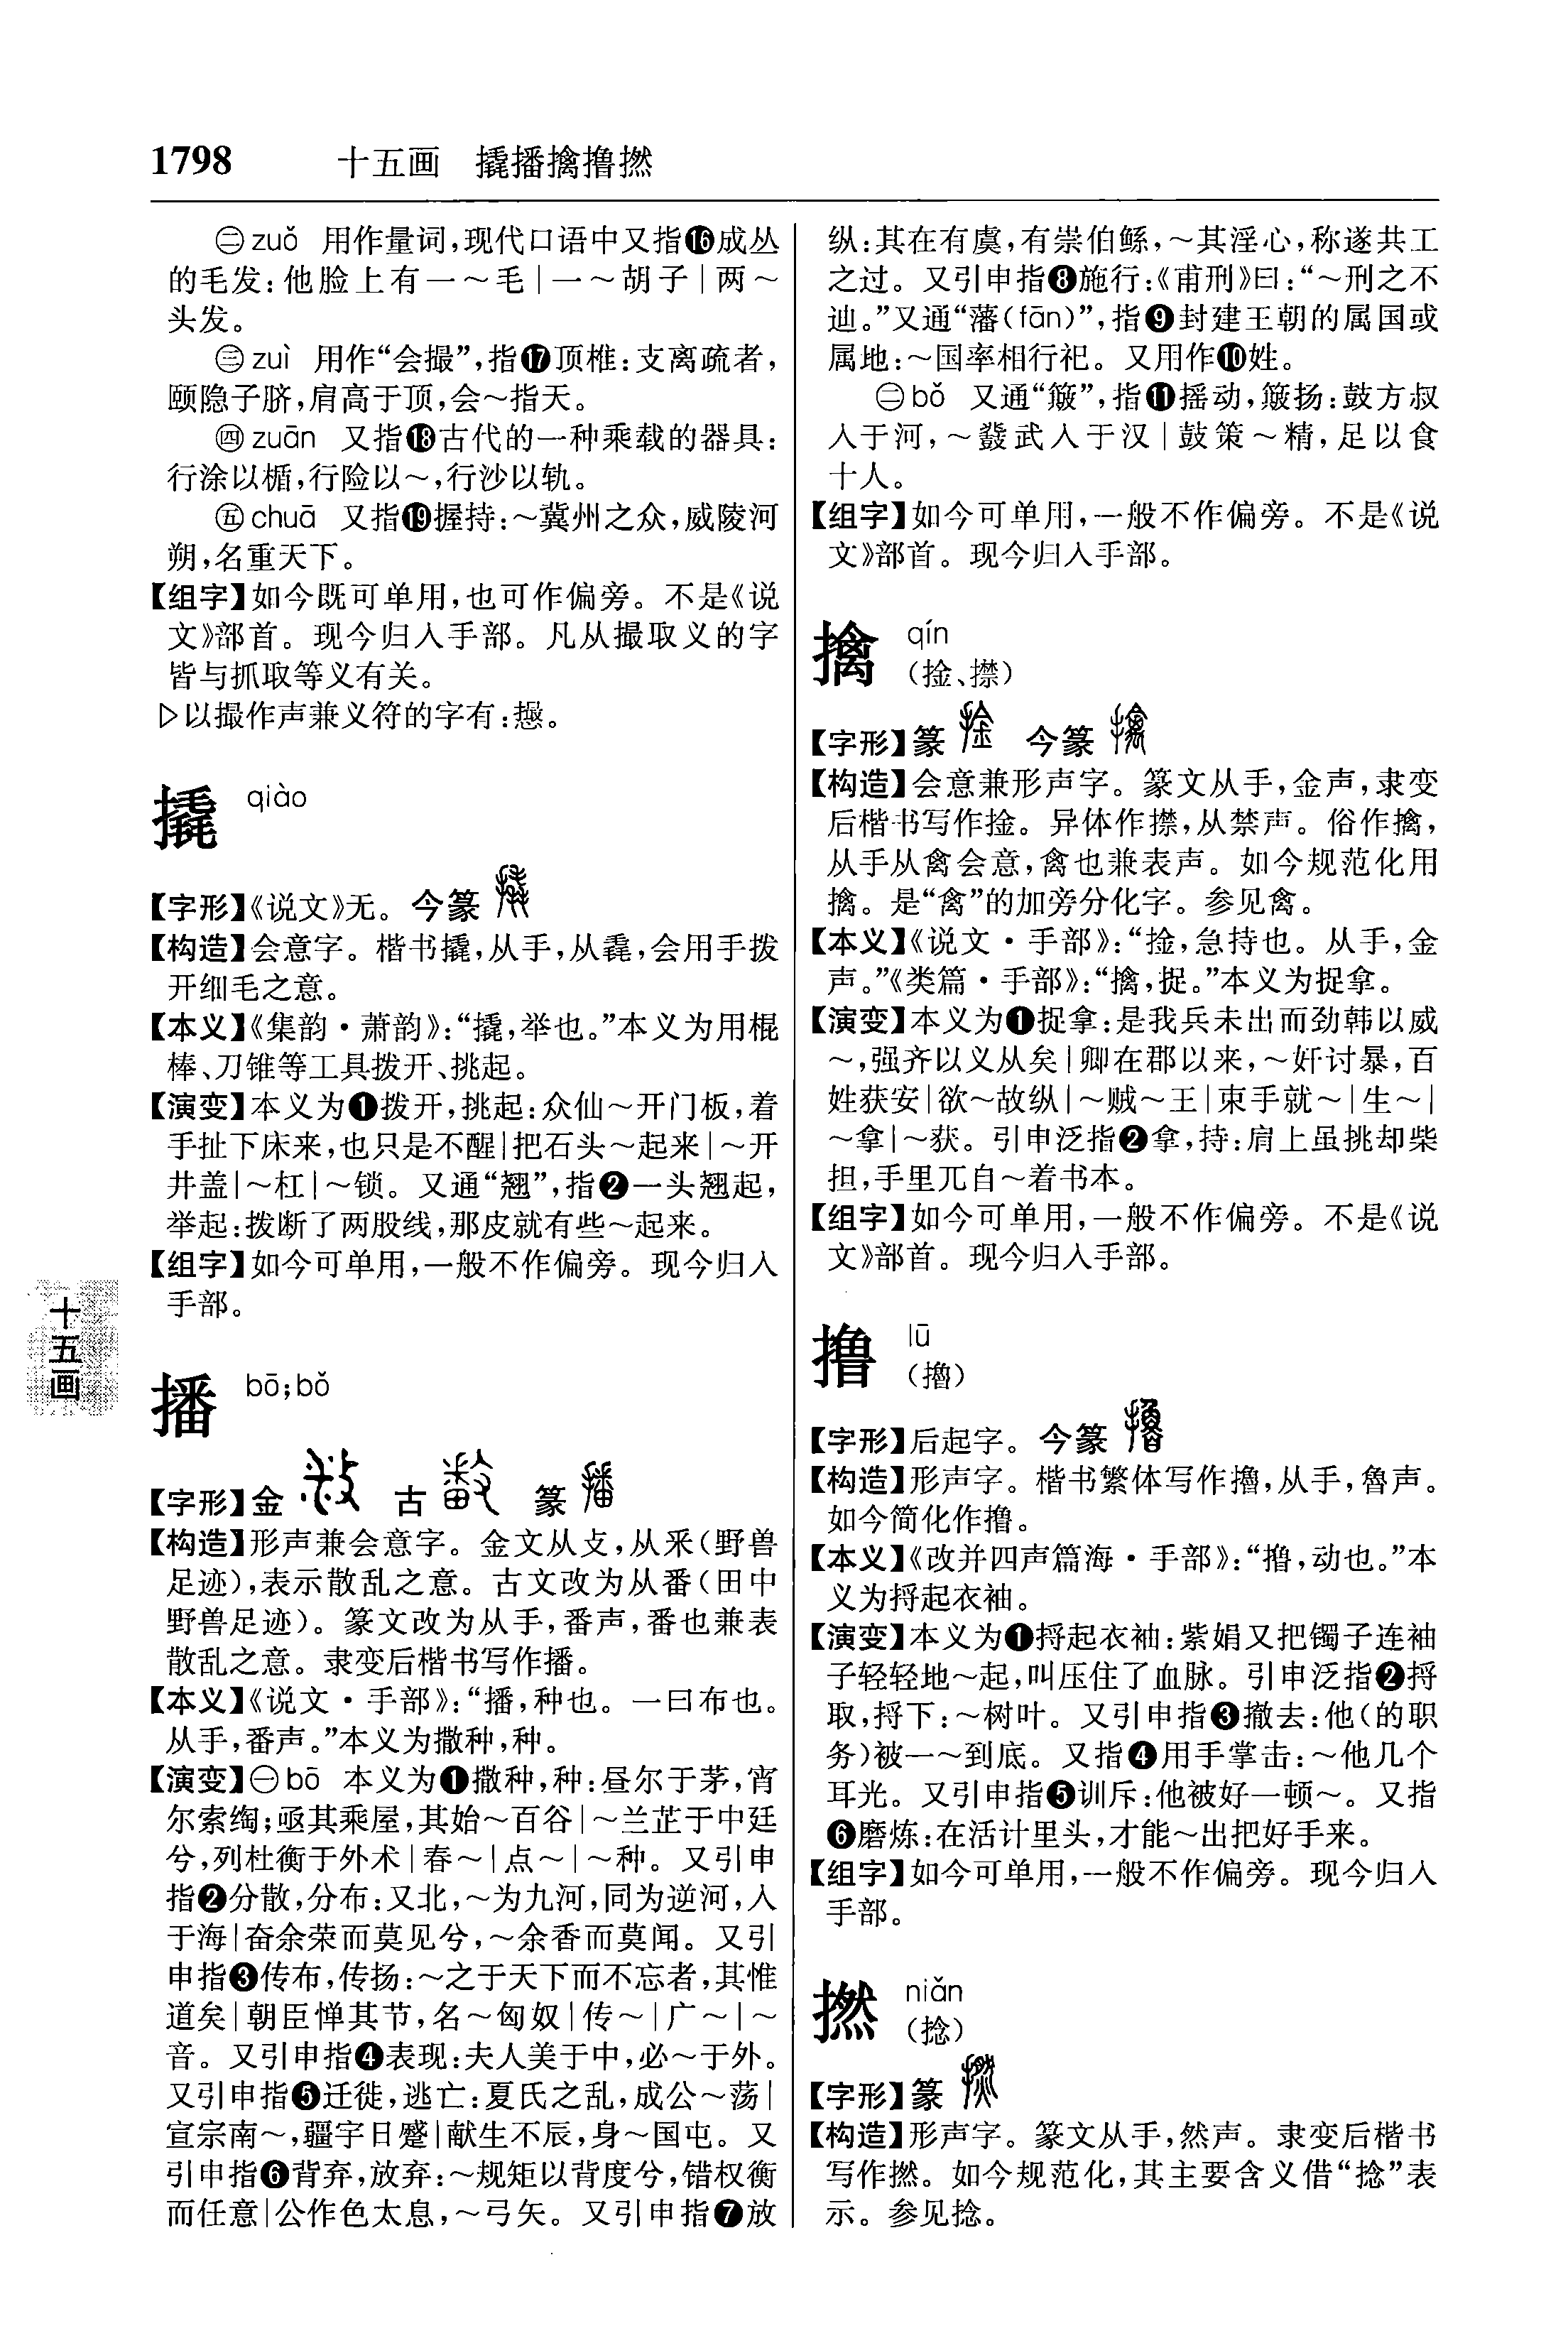 1798 十五画 撬播擒撸撚
㊁zuǒ 用作量词,现代口语中又指⓰成丛
的毛发:他脸上有一～毛|一～胡子|两～
头发。
㊂zuì 用作“会撮”,指⓱顶椎:支离疏者,
颐隐于脐,肩高于顶,会～指天。
㊃zuān 又指⓲古代的一种乘载的器具:
行涂以楯,行险以～,行沙以轨。
㊄chuā 又指⓳握持:～冀州之众,威陵河
朔,名重天下。
【组字】如今既可单用,也可作偏旁。不是《说
文》部首。现今归入手部。凡从撮取义的字
皆与抓取等义有关。
▷以撮作声兼义符的字有:
撬 qiào
【字形】《说文》无。今篆
【构造】会意字。楷书撬,从手,从毳,会用手拨
开细毛之意。
【本义】《集韵·萧韵》:“撬,举也。”本义为用棍
棒、刀锥等工具拨开、挑起。
【演变】本义为❶拨开,挑起:众仙～开门板,着
手扯下床来,也只是不醒|把石头～起来|～开
井盖|～杠|～锁。又通“翘”,指❷一头翘起,
举起:拨断了两股线,那皮就有些～起来。
【组字】如今可单用,一般不作偏旁。现今归入
手部。
播 bō;bǒ
【字形】金 古 篆
【构造】形声兼会意字。金文从攴,从釆(野兽
足迹),表示散乱之意。古文改为从番(田中
野兽足迹)。篆文改为从手,番声,番也兼表
散乱之意。隶变后楷书写作播。
【本义】《说文·手部》:“播,种也。一曰布也。
从手,番声。”本义为撒种,种。
【演变】㊀bō 本义为❶撒种,种:昼尔于茅,宵
尔索绹;亟其乘屋,其始～百谷|～兰芷于中廷
兮,列杜衡于外术|春～|点～|～种。又引申
指❷分散,分布:又北,～为九河,同为逆河,入
于海|奋余荣而莫见兮,～余香而莫闻。又引
申指❸传布,传扬:～之于天下而不忘者,其惟
道矣|朝臣惮其节,名～匈奴|传～|广～|～
音。又引申指❹表现:夫人美于中,必～于外。
又引申指❺迁徙,逃亡:夏氏之乱,成公～荡|
宣宗南～,疆宇日蹙|献生不辰,身～国屯。又
引申指❻背弃,放弃:～规矩以背度兮,错权衡
而任意|公作色太息,～弓矢。又引申指❼放
纵:其在有虞,有崇伯鲧,～其淫心,称遂共工
之过。又引申指❽施行:《甫刑》曰:“～刑之不
迪。”又通“藩(fān)”,指❾封建王朝的属国或
属地:～国率相行祀。又用作❿姓。
㊁bǒ 又通“簸”,指⓫摇动,簸扬:鼓方叔
入于河,～鼗武入于汉|鼓策～精,足以食
十人。
【组字】如今可单用,一般不作偏旁。不是《说
文》部首。现今归入手部。
擒 qín
(捦、㩒)
【字形】篆 今篆
【构造】会意兼形声字。篆文从手,金声,隶变
后楷书写作捦。异体作㩒,从禁声。俗作擒,
从手从禽会意,禽也兼表声。如今规范化用
擒。是“禽”的加旁分化字。参见禽。
【本义】《说文·手部》:“捦,急持也。从手,金
声。”《类篇·手部》:“擒,捉。”本义为捉拿。
【演变】本义为❶捉拿:是我兵未出而劲韩以威
～,强齐以义从矣|卿在郡以来,～奸讨暴,百
姓获安|欲～故纵|～贼～王|束手就～|生～|
～拿|～获。引申泛指❷拿,持:肩上虽挑却柴
担,手里兀自～着书本。
【组字】如今可单用,一般不作偏旁。不是《说
文》部首。现今归入手部。
撸 lū
(擼)
【字形】后起字。今篆
【构造】形声字。楷书繁体写作擼,从手,魯声。
如今简化作撸。
【本义】《改并四声篇海·手部》:“撸,动也。”本
义为捋起衣袖。
【演变】本义为❶捋起衣袖:紫娟又把镯子连袖
子轻轻地～起,叫压住了血脉。引申泛指❷捋
取,捋下:～树叶。又引申指❸撤去:他(的职
务)被一～到底。又指❹用手掌击:～他几个
耳光。又引申指❺训斥:他被好一顿～。又指
❻磨炼:在活计里头,才能～出把好手来。
【组字】如今可单用,一般不作偏旁。现今归入
手部。
撚 niǎn
(捻)
【字形】篆
【构造】形声字。篆文从手,然声。隶变后楷书
写作撚。如今规范化,其主要含义借“捻”表
示。参见捻。
十五画